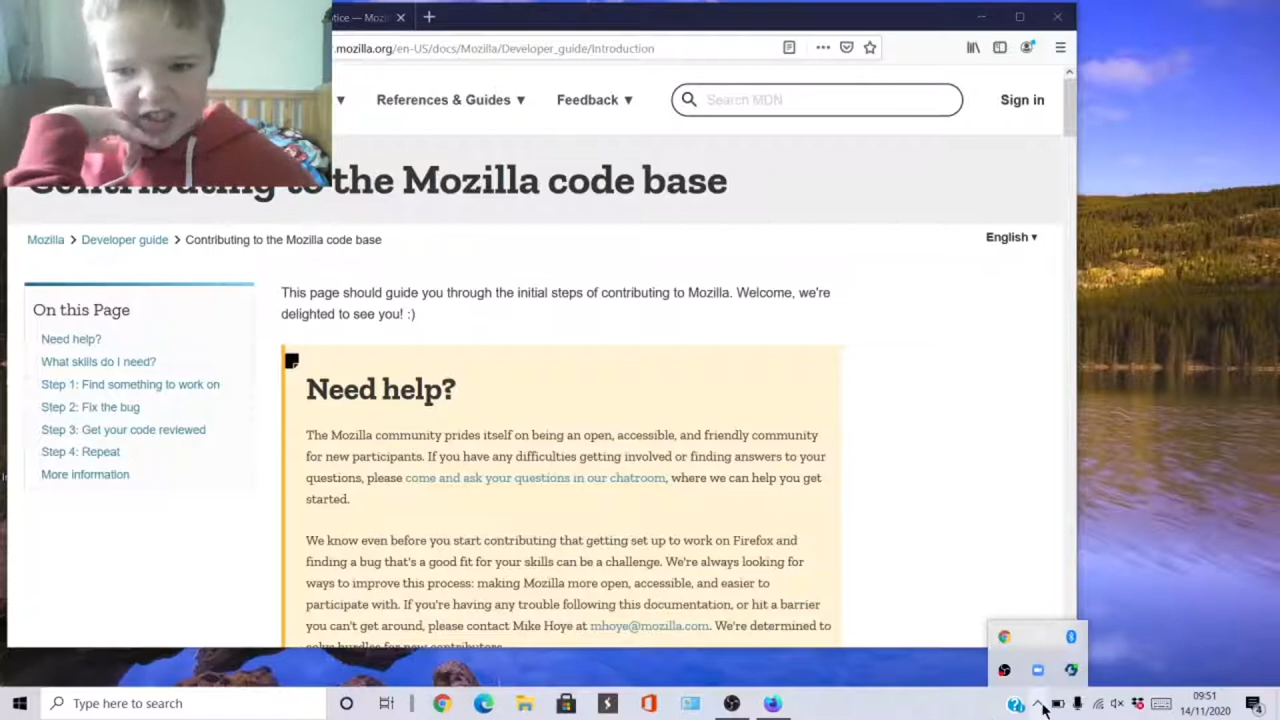 tice — Mozi
.mozilla.org/en-US/docs/Mozilla/Developer_guide/Introduction
References & Guides ▼ Feedback ▼ Search MDN Sign in
Contributing to the Mozilla code base
Mozilla > Developer guide > Contributing to the Mozilla code base
English ▾
On this Page
Need help?
What skills do I need?
Step 1: Find something to work on
Step 2: Fix the bug
Step 3: Get your code reviewed
Step 4: Repeat
More information
This page should guide you through the initial steps of contributing to Mozilla. Welcome, we're
delighted to see you! :)
Need help?
The Mozilla community prides itself on being an open, accessible, and friendly community
for new participants. If you have any difficulties getting involved or finding answers to your
questions, please come and ask your questions in our chatroom, where we can help you get
started.
We know even before you start contributing that getting set up to work on Firefox and
finding a bug that's a good fit for your skills can be a challenge. We're always looking for
ways to improve this process: making Mozilla more open, accessible, and easier to
participate with. If you're having any trouble following this documentation, or hit a barrier
you can't get around, please contact Mike Hoye at mhoye@mozilla.com. We're determined to
solve hurdles for new contributors.
Type here to search
09:51
14/11/2020
4